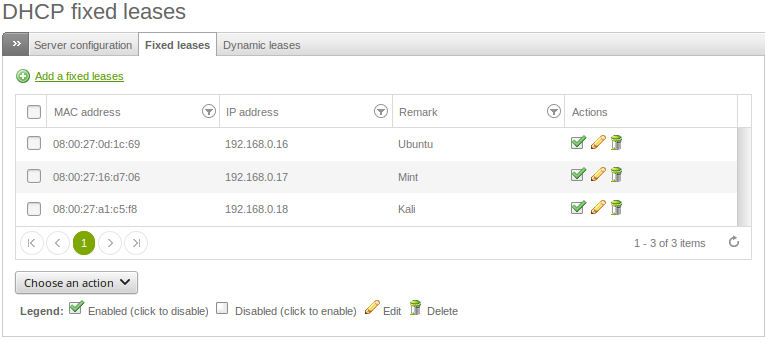 DHCP fixed leases
» Server configuration Fixed leases Dynamic leases
Add a fixed leases
MAC address IP address Remark Actions
08:00:27:0d:1c:69 192.168.0.16 Ubuntu
08:00:27:16:d7:06 192.168.0.17 Mint
08:00:27:a1:c5:f8 192.168.0.18 Kali
1 1 - 3 of 3 items
Choose an action
Legend: Enabled (click to disable) Disabled (click to enable) Edit Delete